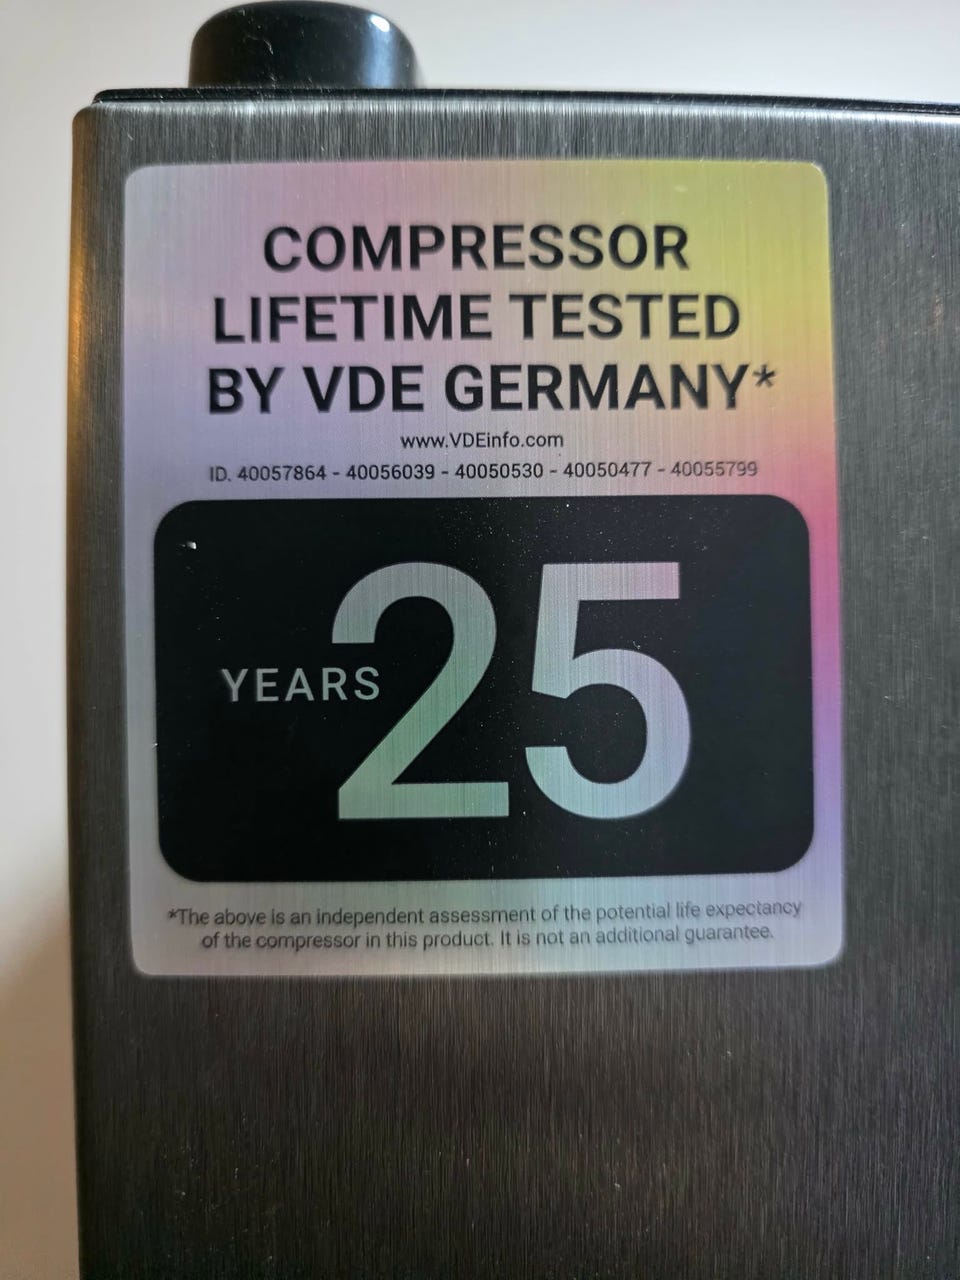 COMPRESSOR
LIFETIME TESTED
BY VDE GERMANY*
www.VDEinfo.com
ID. 40057864 - 40056039 - 40050530 - 40050477 - 40055799
YEARS 25
*The above is an independent assessment of the potential life expectancy
of the compressor in this product. It is not an additional guarantee.